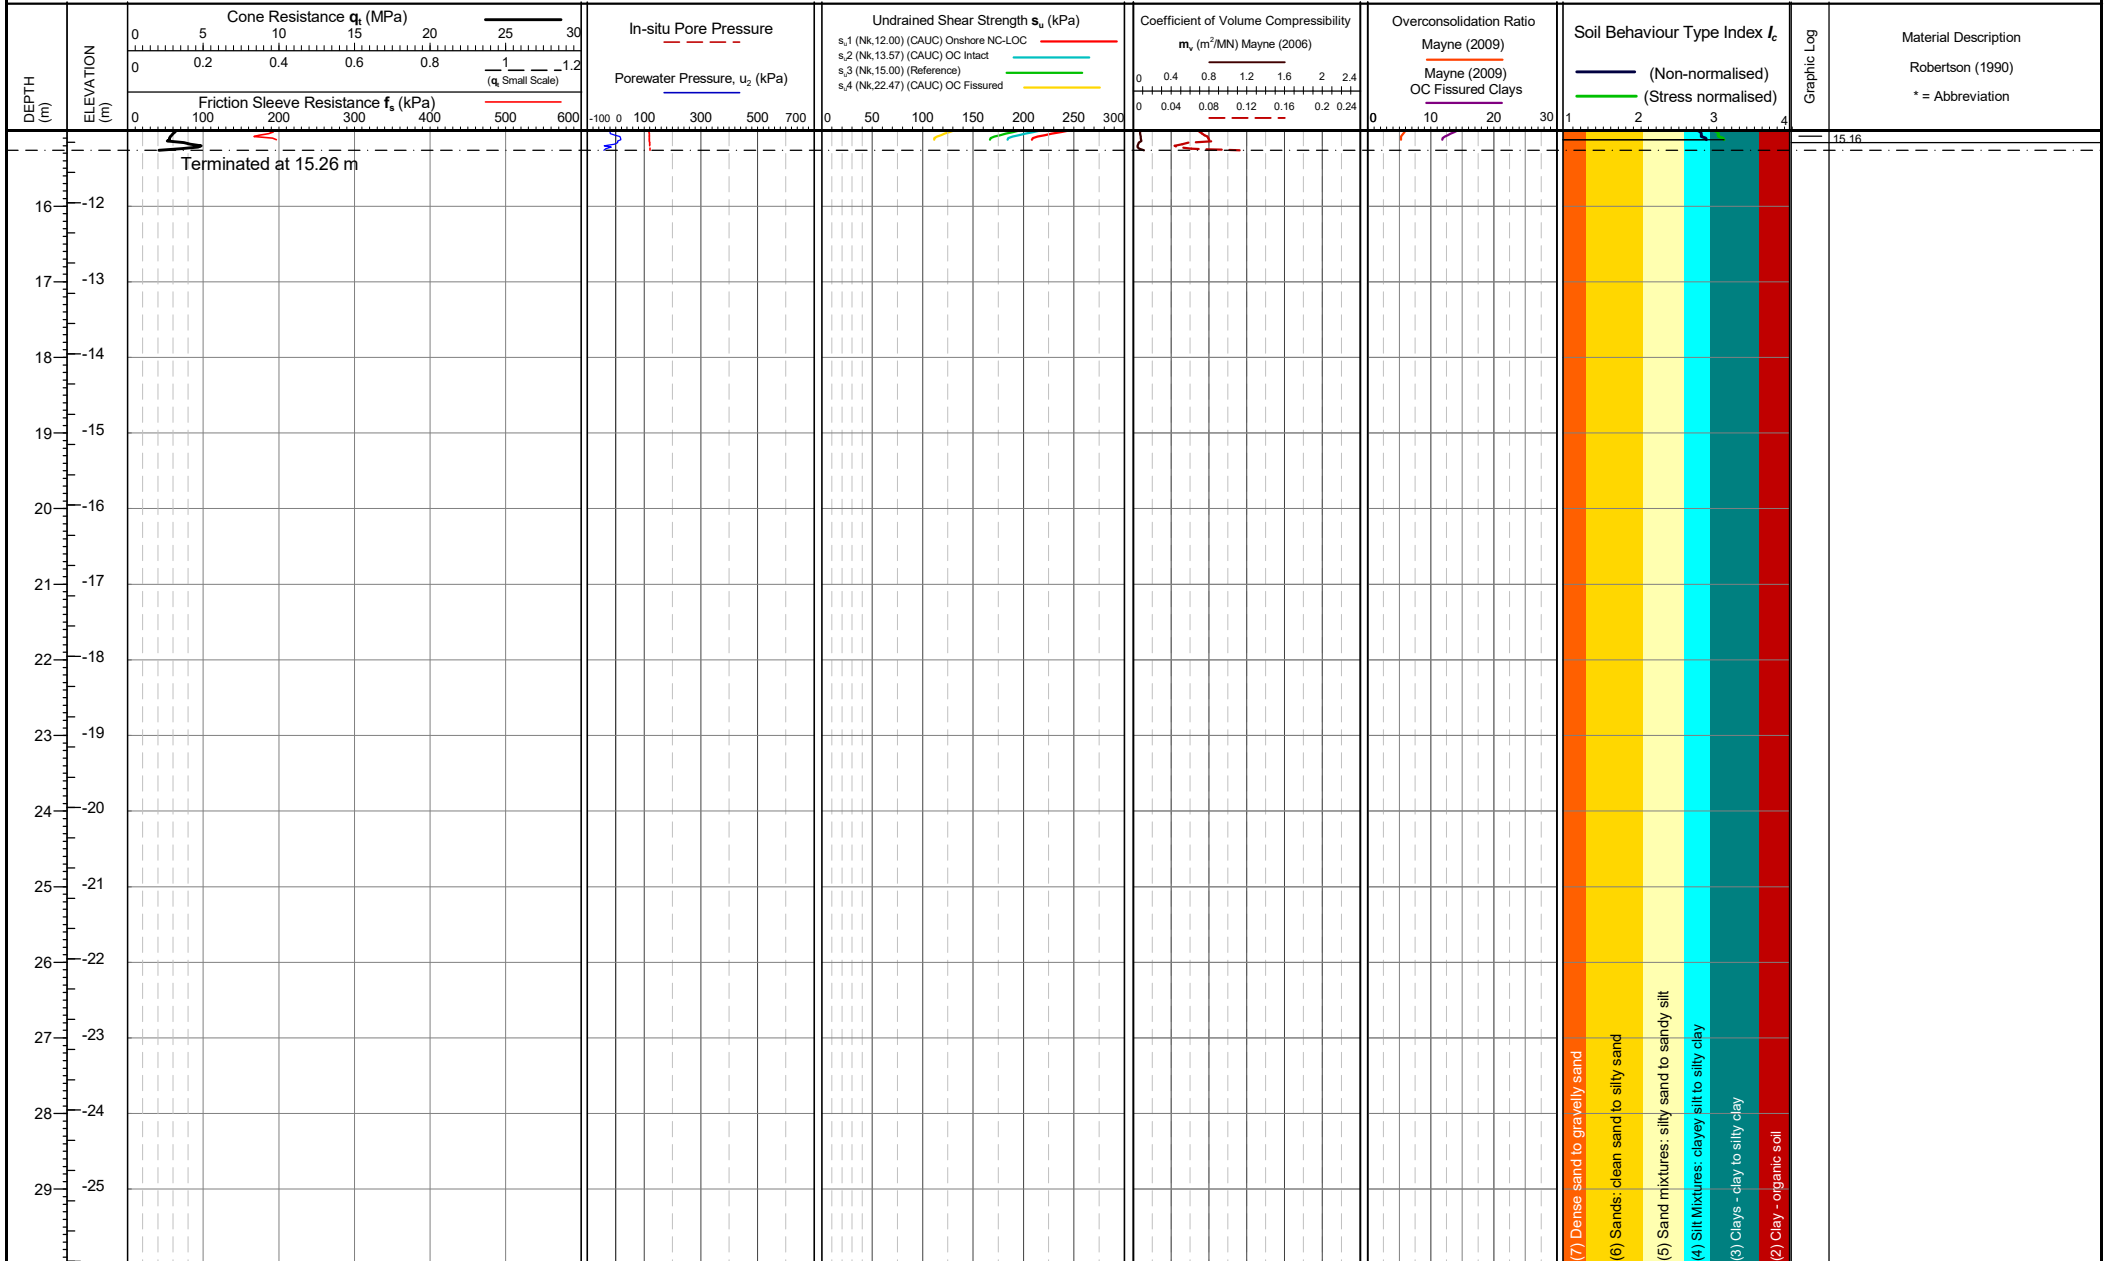 DEPTH
(m)
ELEVATION
(m)
Cone Resistance qt (MPa)
0 5 10 15 20 25 30
0 0.2 0.4 0.6 0.8 1 1.2
(qt Small Scale)
Friction Sleeve Resistance fs (kPa)
0 100 200 300 400 500 600
In-situ Pore Pressure
Porewater Pressure, u2 (kPa)
-100 0 100 300 500 700
Undrained Shear Strength su (kPa)
su1 (Nk,12.00) (CAUC) Onshore NC-LOC
su2 (Nk,13.57) (CAUC) OC Intact
su3 (Nk,15.00) (Reference)
su4 (Nk,22.47) (CAUC) OC Fissured
0 50 100 150 200 250 300
Coefficient of Volume Compressibility
mv (m²/MN) Mayne (2006)
0 0.4 0.8 1.2 1.6 2 2.4
0 0.04 0.08 0.12 0.16 0.2 0.24
Overconsolidation Ratio
Mayne (2009)
Mayne (2009)
OC Fissured Clays
0 10 20 30
Soil Behaviour Type Index Ic
(Non-normalised)
(Stress normalised)
1 2 3 4
Graphic Log
Material Description
Robertson (1990)
* = Abbreviation
15.16
Terminated at 15.26 m
16 -12
17 -13
18 -14
19 -15
20 -16
21 -17
22 -18
23 -19
24 -20
25 -21
26 -22
27 -23
28 -24
29 -25
(7) Dense sand to gravelly sand
(6) Sands: clean sand to silty sand
(5) Sand mixtures: silty sand to sandy silt
(4) Silt Mixtures: clayey silt to silty clay
(3) Clays - clay to silty clay
(2) Clay - organic soil